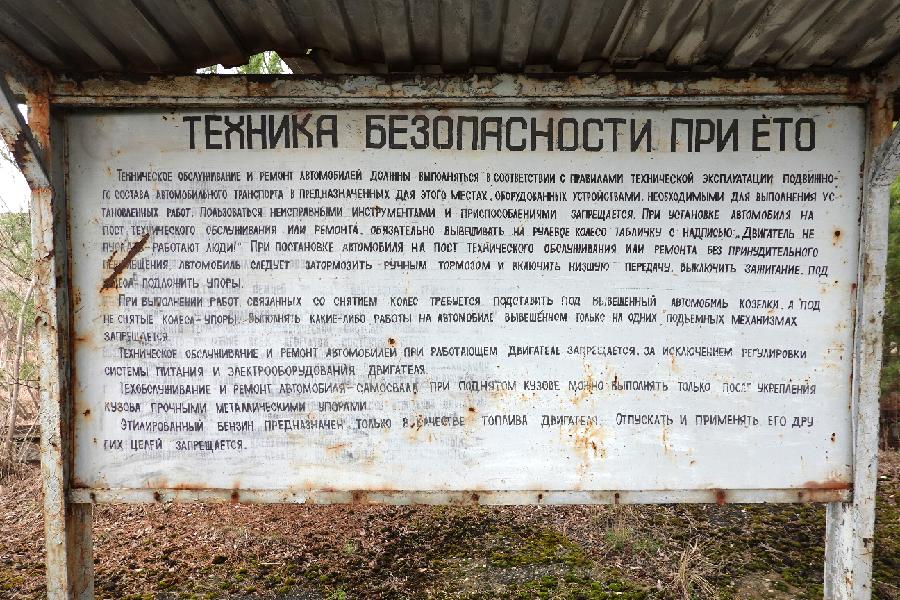 ТЕХНИКА БЕЗОПАСНОСТИ ПРИ ЕТО
Техническое обслуживание и ремонт автомобилей должны выполняться в соответствии с правилами технической эксплуатации подвижно-
го состава автомобильного транспорта в предназначенных для этого местах, оборудованных устройствами, необходимыми для выполнения ус-
тановленных работ. Пользоваться неисправными инструментами и приспособлениями запрещается. При установке автомобиля на
пост технического обслуживания или ремонта, обязательно вывешивать на рулевое колесо табличку с надписью: „Двигатель не
пускать - работают люди!" При постановке автомобиля на пост технического обслуживания или ремонта без принудительного
перемещения, автомобиль следует затормозить ручным тормозом и включить низшую передачу, выключить зажигание, под
колеса подложить упоры.
При выполнении работ, связанных со снятием колес требуется подставить под вывешенный автомобиль козелки, а под
не снятые колеса-упоры. Выполнять какие-либо работы на автомобиле вывешенном только на одних подъемных механизмах
запрещается.
Техническое обслуживание и ремонт автомобилей при работающем двигателе запрещается, за исключением регулировки
системы питания и электрооборудования двигателя.
Техобслуживание и ремонт автомобиля-самосвала при поднятом кузове можно выполнять только после укрепления
кузова прочными металическими упорами.
Этилированный бензин предназначен только в качестве топлива двигателя. Отпускать и применять его дру
гих целей запрещается.